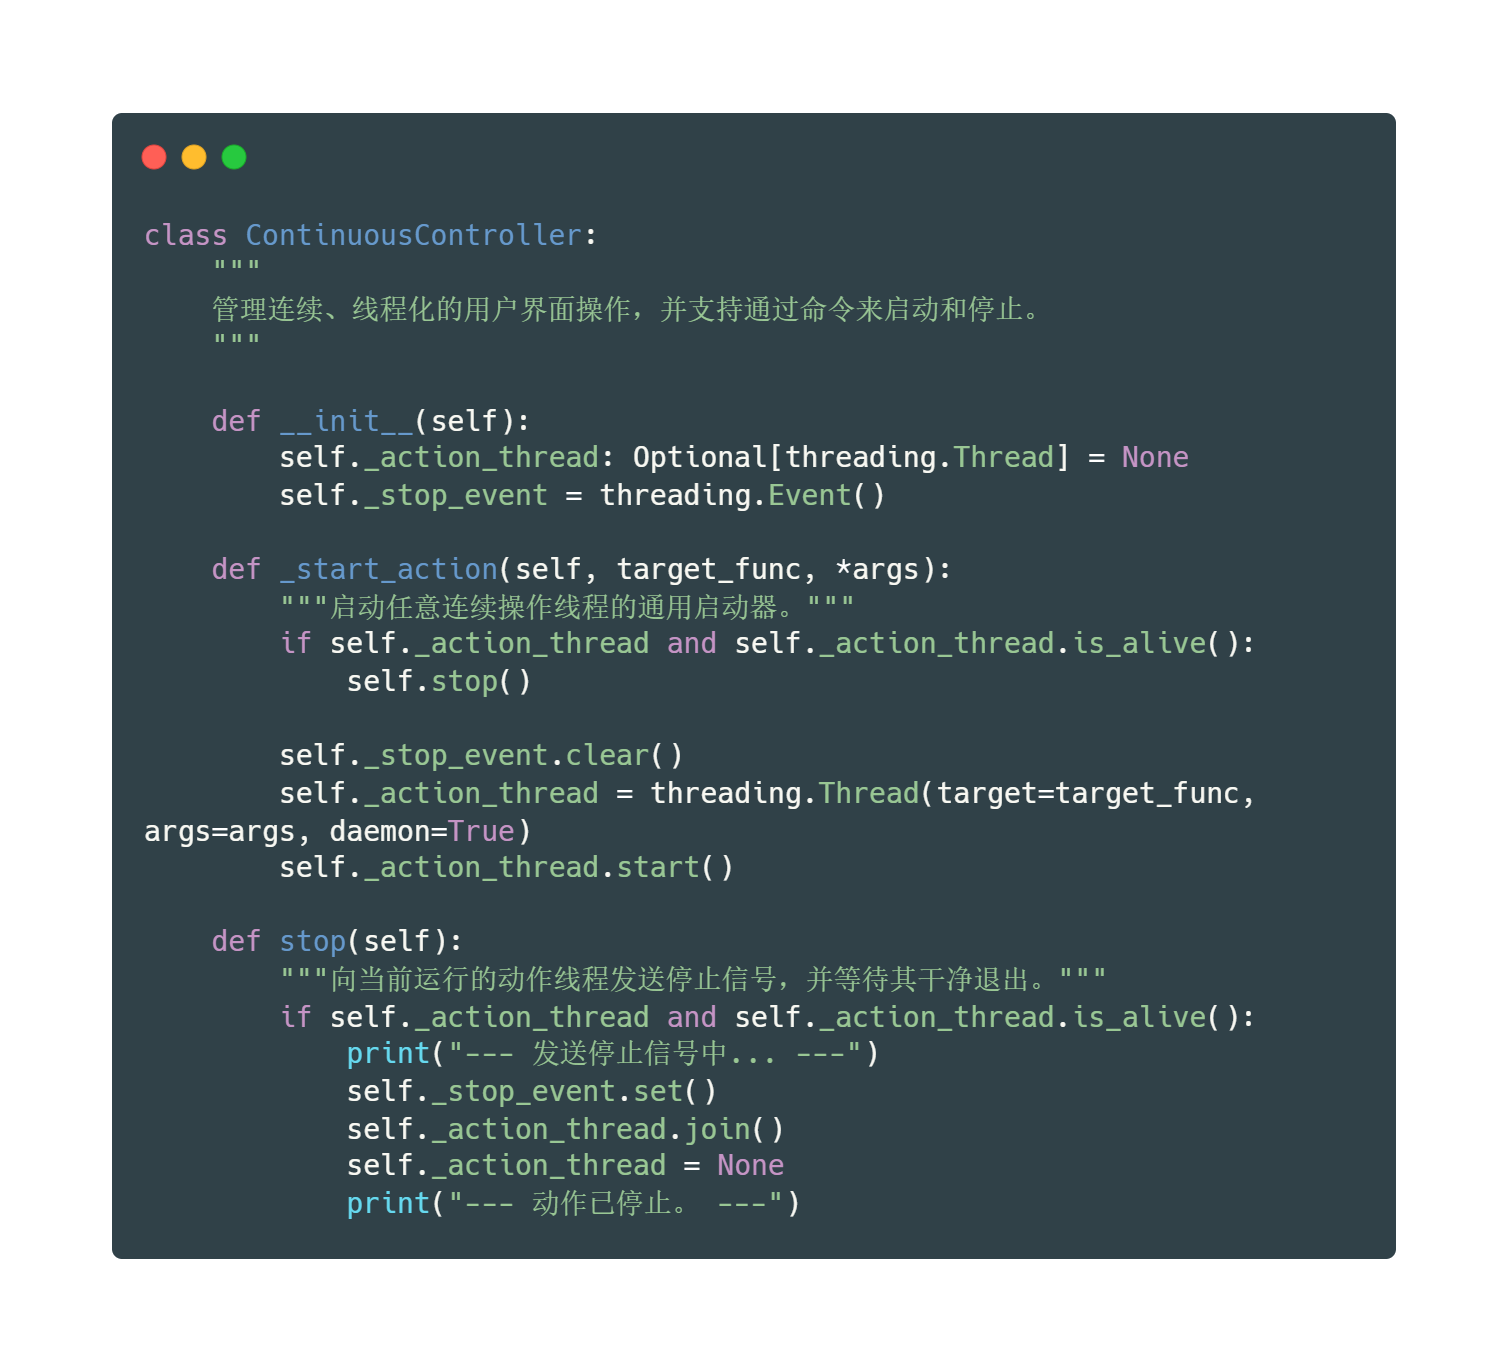 class ContinuousController:
    """
    管理连续、线程化的用户界面操作，并支持通过命令来启动和停止。
    """

    def __init__(self):
        self._action_thread: Optional[threading.Thread] = None
        self._stop_event = threading.Event()

    def _start_action(self, target_func, *args):
        """启动任意连续操作线程的通用启动器。"""
        if self._action_thread and self._action_thread.is_alive():
            self.stop()

        self._stop_event.clear()
        self._action_thread = threading.Thread(target=target_func,
args=args, daemon=True)
        self._action_thread.start()

    def stop(self):
        """向当前运行的动作线程发送停止信号，并等待其干净退出。"""
        if self._action_thread and self._action_thread.is_alive():
            print("--- 发送停止信号中... ---")
            self._stop_event.set()
            self._action_thread.join()
            self._action_thread = None
            print("--- 动作已停止。 ---")